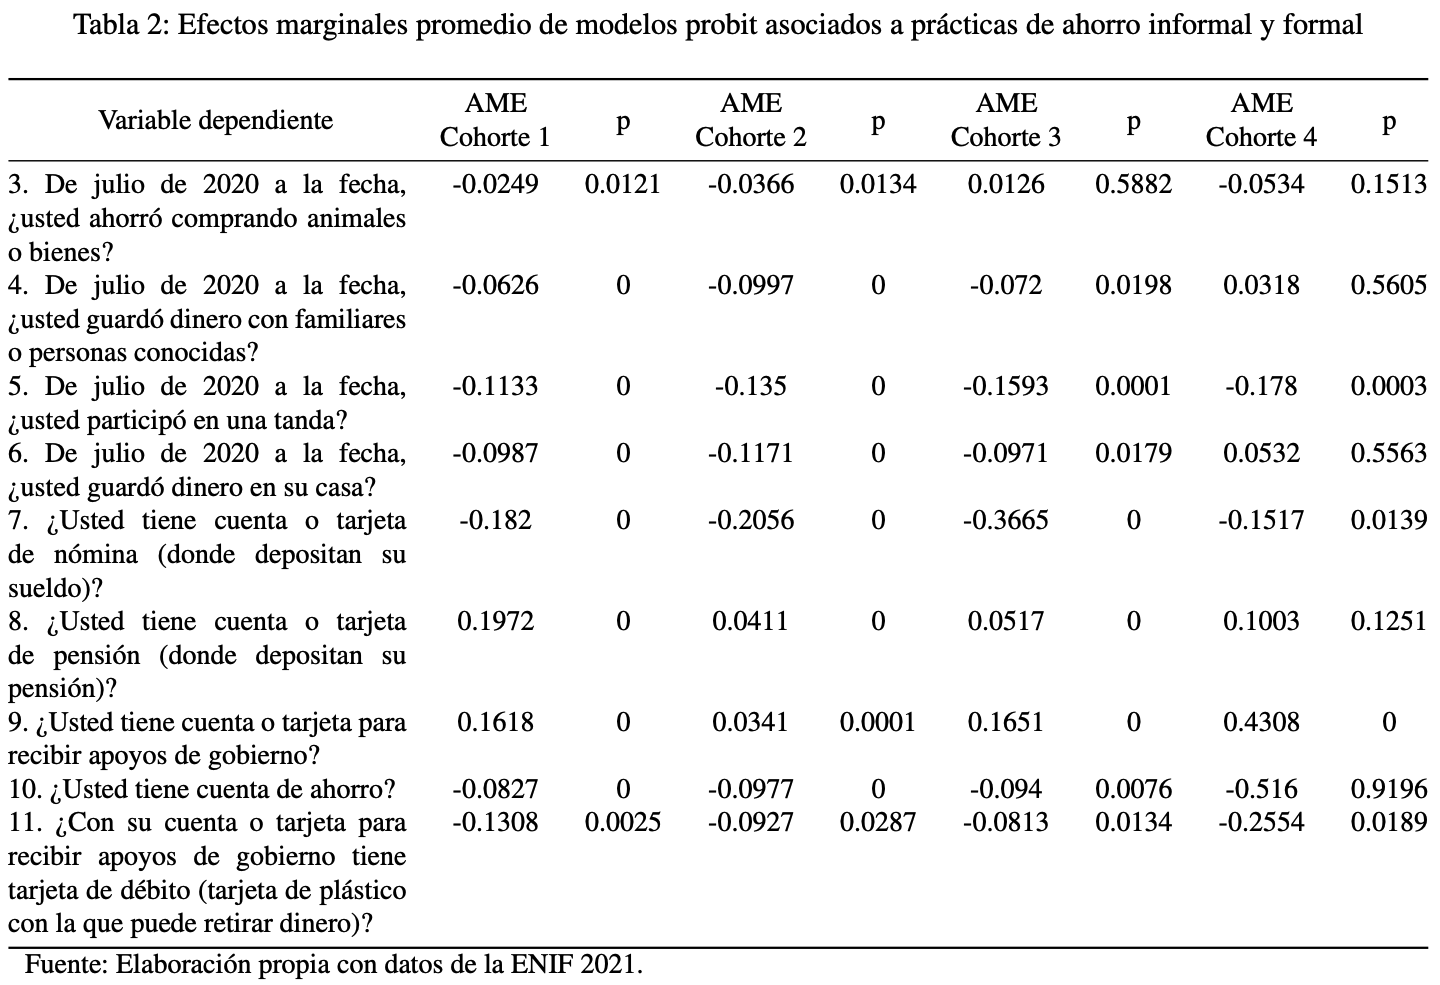 Tabla 2: Efectos marginales promedio de modelos probit asociados a prácticas de ahorro informal y formal
Variable dependiente AME Cohorte 1 p AME Cohorte 2 p AME Cohorte 3 p AME Cohorte 4 p
3. De julio de 2020 a la fecha, -0.0249 0.0121 -0.0366 0.0134 0.0126 0.5882 -0.0534 0.1513
¿usted ahorró comprando animales
o bienes?
4. De julio de 2020 a la fecha, -0.0626 0 -0.0997 0 -0.072 0.0198 0.0318 0.5605
¿usted guardó dinero con familiares
o personas conocidas?
5. De julio de 2020 a la fecha, -0.1133 0 -0.135 0 -0.1593 0.0001 -0.178 0.0003
¿usted participó en una tanda?
6. De julio de 2020 a la fecha, -0.0987 0 -0.1171 0 -0.0971 0.0179 0.0532 0.5563
¿usted guardó dinero en su casa?
7. ¿Usted tiene cuenta o tarjeta -0.182 0 -0.2056 0 -0.3665 0 -0.1517 0.0139
de nómina (donde depositan su
sueldo)?
8. ¿Usted tiene cuenta o tarjeta 0.1972 0 0.0411 0 0.0517 0 0.1003 0.1251
de pensión (donde depositan su
pensión)?
9. ¿Usted tiene cuenta o tarjeta para 0.1618 0 0.0341 0.0001 0.1651 0 0.4308 0
recibir apoyos de gobierno?
10. ¿Usted tiene cuenta de ahorro? -0.0827 0 -0.0977 0 -0.094 0.0076 -0.516 0.9196
11. ¿Con su cuenta o tarjeta para -0.1308 0.0025 -0.0927 0.0287 -0.0813 0.0134 -0.2554 0.0189
recibir apoyos de gobierno tiene
tarjeta de débito (tarjeta de plástico
con la que puede retirar dinero)?
Fuente: Elaboración propia con datos de la ENIF 2021.